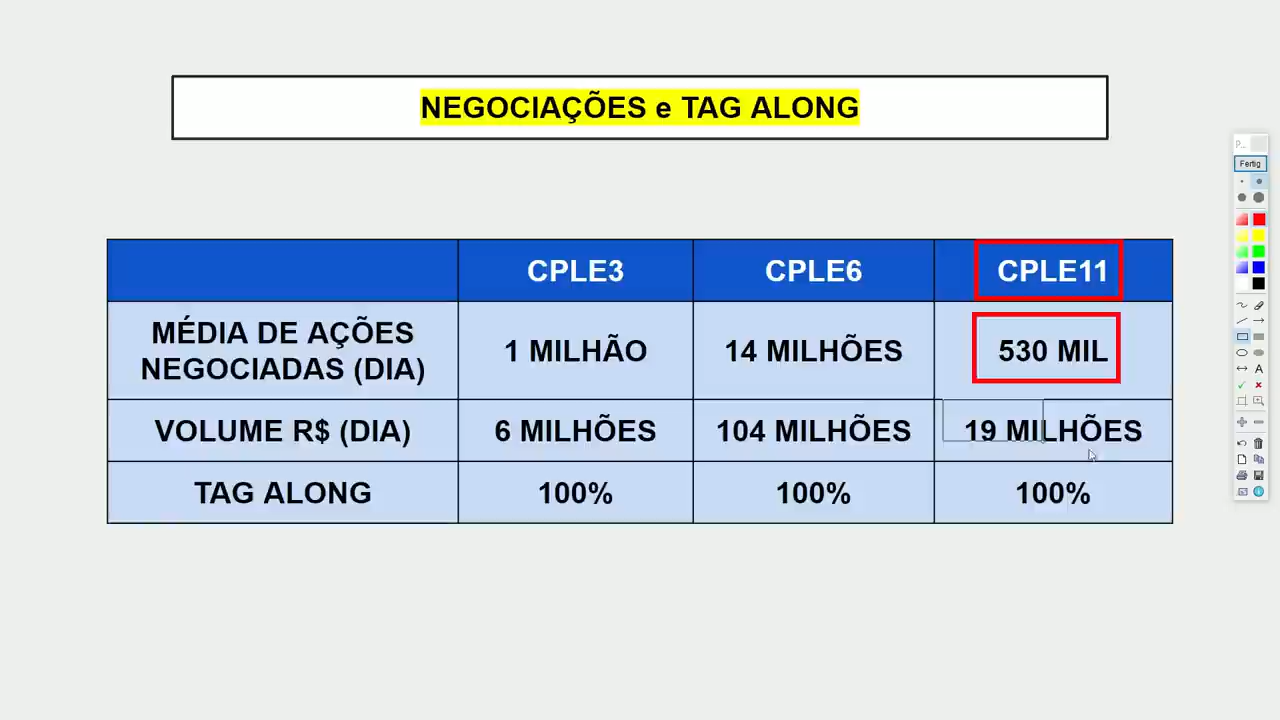 NEGOCIAÇÕES e TAG ALONG
CPLE3 CPLE6 CPLE11
MÉDIA DE AÇÕES
NEGOCIADAS (DIA) 1 MILHÃO 14 MILHÕES 530 MIL
VOLUME R$ (DIA) 6 MILHÕES 104 MILHÕES 19 MILHÕES
TAG ALONG 100% 100% 100%
P...
Fertig
A